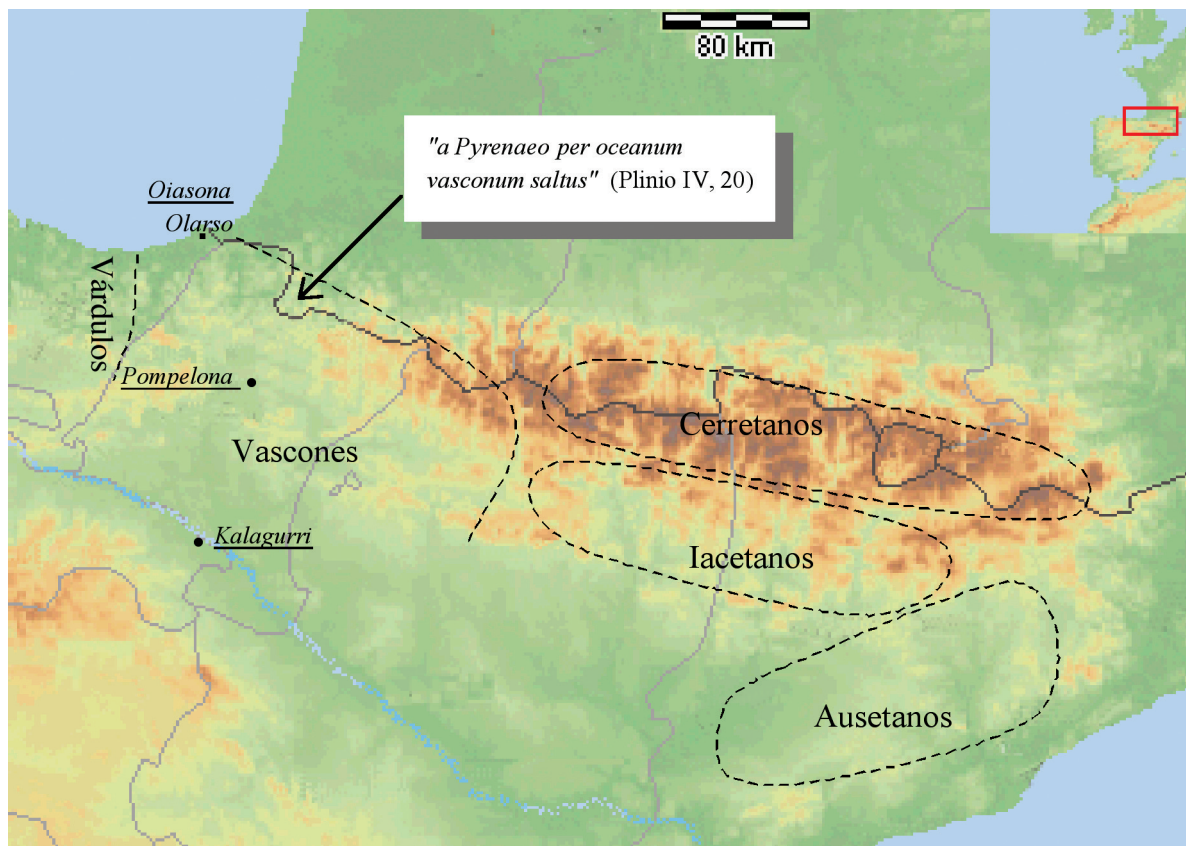 80 km
"a Pyrenaeo per oceanum
vasconum saltus" (Plinio IV, 20)
Oiasona
Olarso
Várdulos
Pompelona
Vascones
Kalagurri
Cerretanos
Iacetanos
Ausetanos